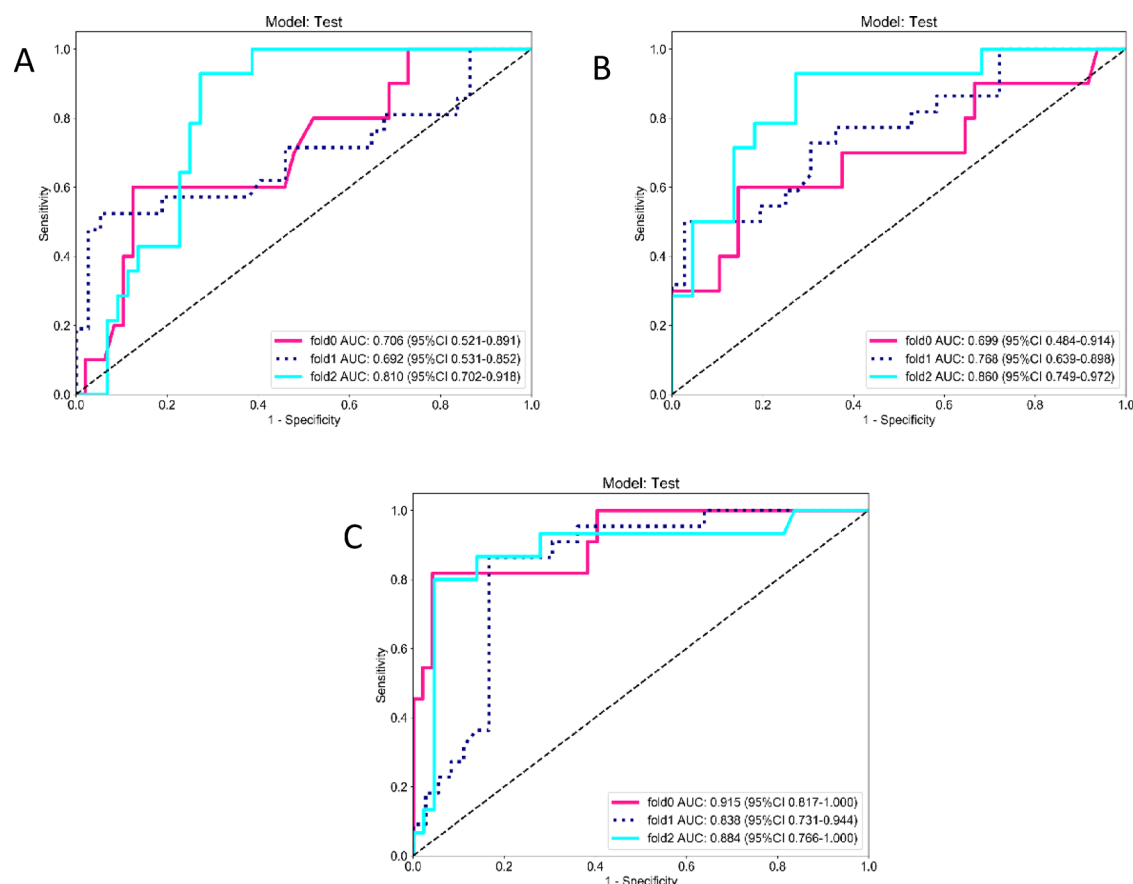 A
Model: Test
Sensitivity
1.0
0.8
0.6
0.4
0.2
0.0
fold0 AUC: 0.706 (95%CI 0.521-0.891)
fold1 AUC: 0.692 (95%CI 0.531-0.852)
fold2 AUC: 0.810 (95%CI 0.702-0.918)
0.0 0.2 0.4 0.6 0.8 1.0
1 - Specificity
B
Model: Test
Sensitivity
1.0
0.8
0.6
0.4
0.2
0.0
fold0 AUC: 0.699 (95%CI 0.484-0.914)
fold1 AUC: 0.768 (95%CI 0.639-0.898)
fold2 AUC: 0.860 (95%CI 0.749-0.972)
0.0 0.2 0.4 0.6 0.8 1.0
1 - Specificity
C
Model: Test
Sensitivity
1.0
0.8
0.6
0.4
0.2
0.0
fold0 AUC: 0.915 (95%CI 0.817-1.000)
fold1 AUC: 0.838 (95%CI 0.731-0.944)
fold2 AUC: 0.884 (95%CI 0.766-1.000)
0.0 0.2 0.4 0.6 0.8 1.0
1 - Specificity